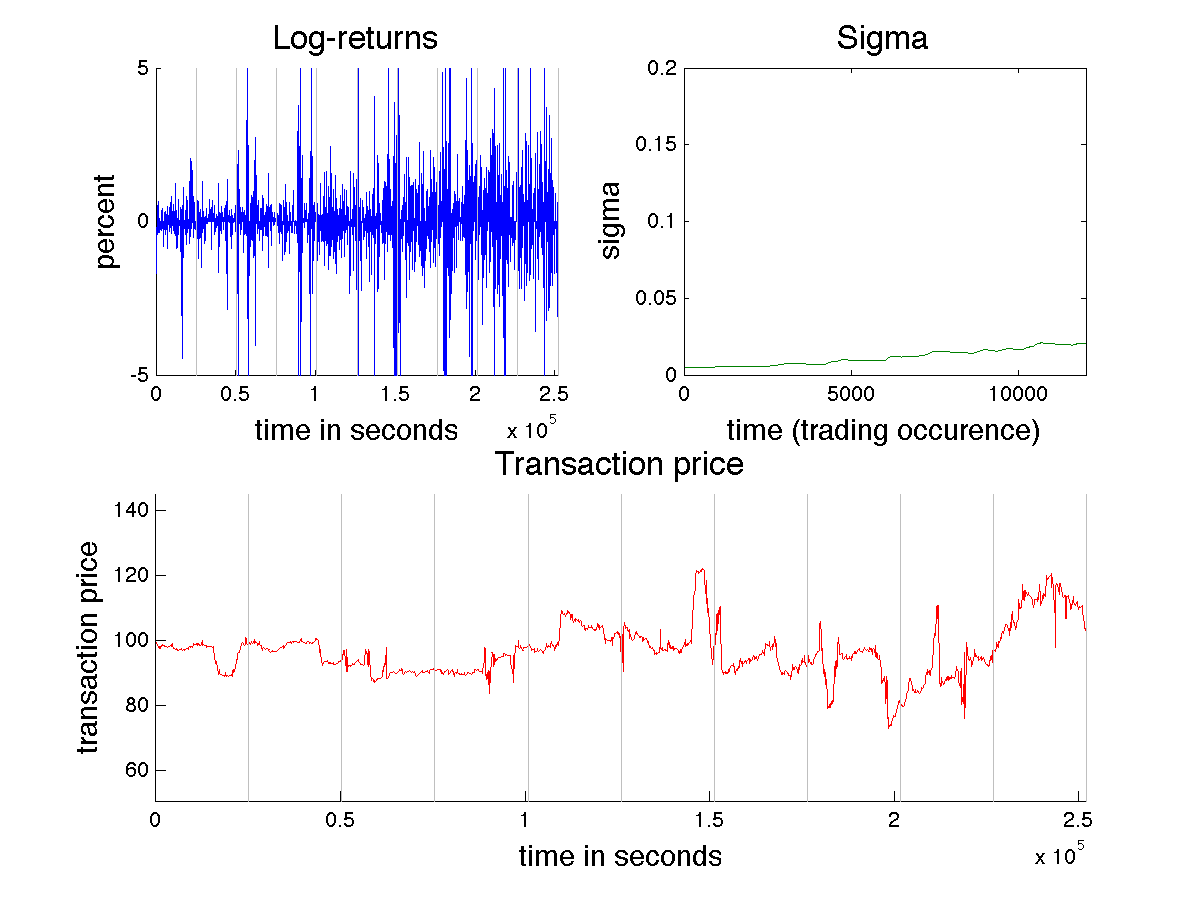 Log-returns
5
0
-5
percent
0
0.5
1
1.5
2
2.5
time in seconds
x 10^5
Sigma
0.2
0.15
0.1
0.05
0
sigma
0
5000
10000
time (trading occurence)
Transaction price
140
120
100
80
60
transaction price
0
0.5
1
1.5
2
2.5
time in seconds
x 10^5